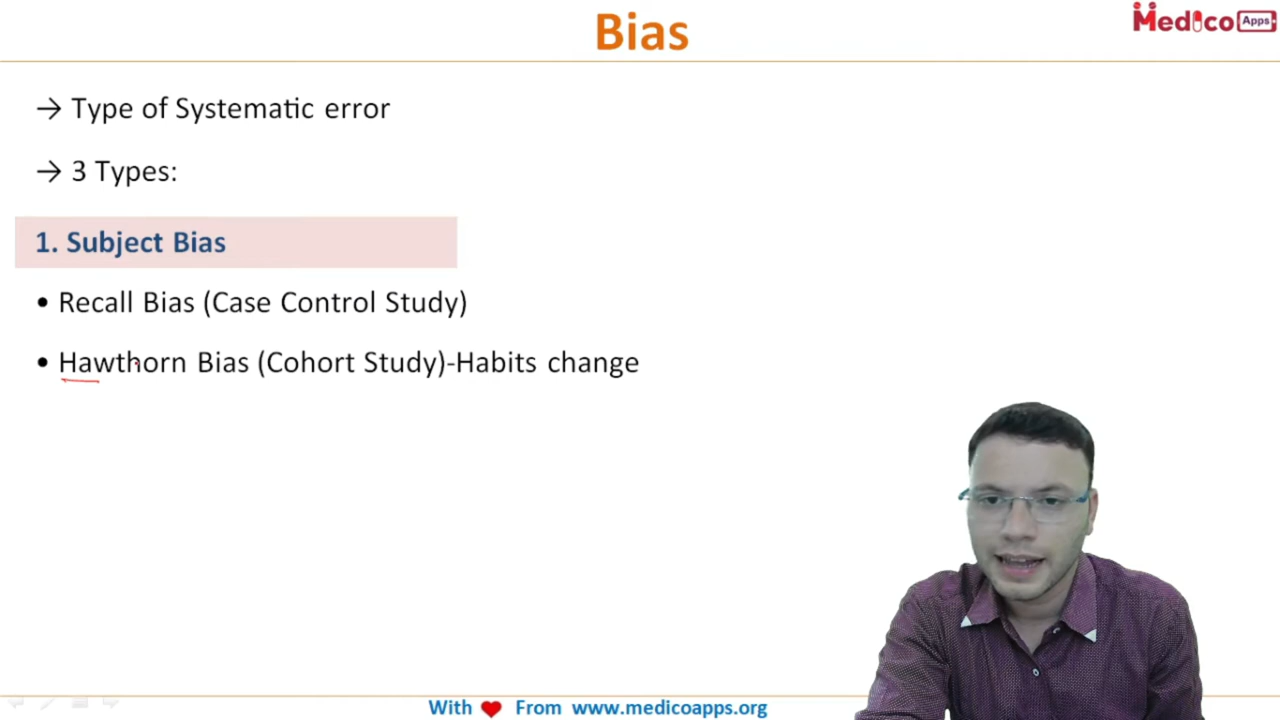 Bias
Medico Apps
→ Type of Systematic error
→ 3 Types:
1. Subject Bias
• Recall Bias (Case Control Study)
• Hawthorn Bias (Cohort Study)-Habits change
With ❤ From www.medicoapps.org